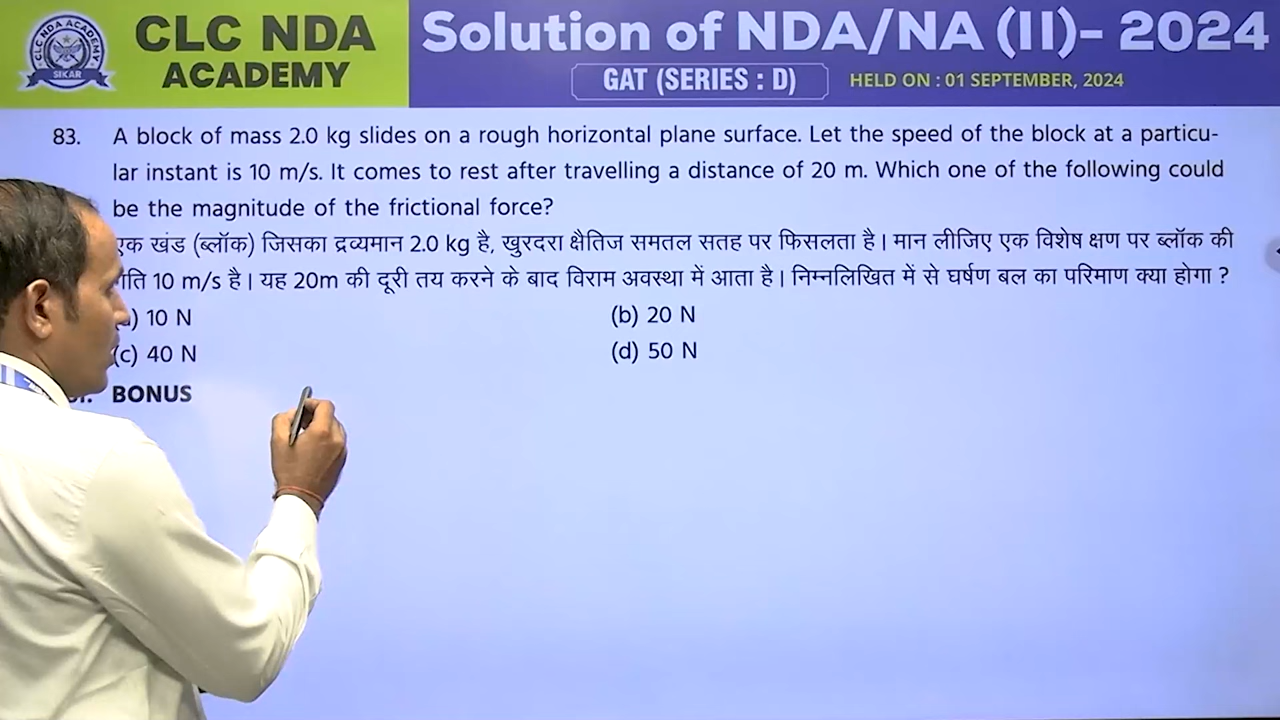 CLC NDA ACADEMY
SIKAR
CLC NDA
ACADEMY
Solution of NDA/NA (II)- 2024
GAT (SERIES : D)
HELD ON : 01 SEPTEMBER, 2024
83. A block of mass 2.0 kg slides on a rough horizontal plane surface. Let the speed of the block at a particu-
lar instant is 10 m/s. It comes to rest after travelling a distance of 20 m. Which one of the following could
be the magnitude of the frictional force?
एक खंड (ब्लॉक) जिसका द्रव्यमान 2.0 kg है, खुरदरा क्षैतिज समतल सतह पर फिसलता है। मान लीजिए एक विशेष क्षण पर ब्लॉक की
10 m/s है। यह 20m की दूरी तय करने के बाद विराम अवस्था में आता है। निम्नलिखित में से घर्षण बल का परिमाण क्या होगा ?
10 N
(b) 20 N
(c) 40 N
(d) 50 N
BONUS